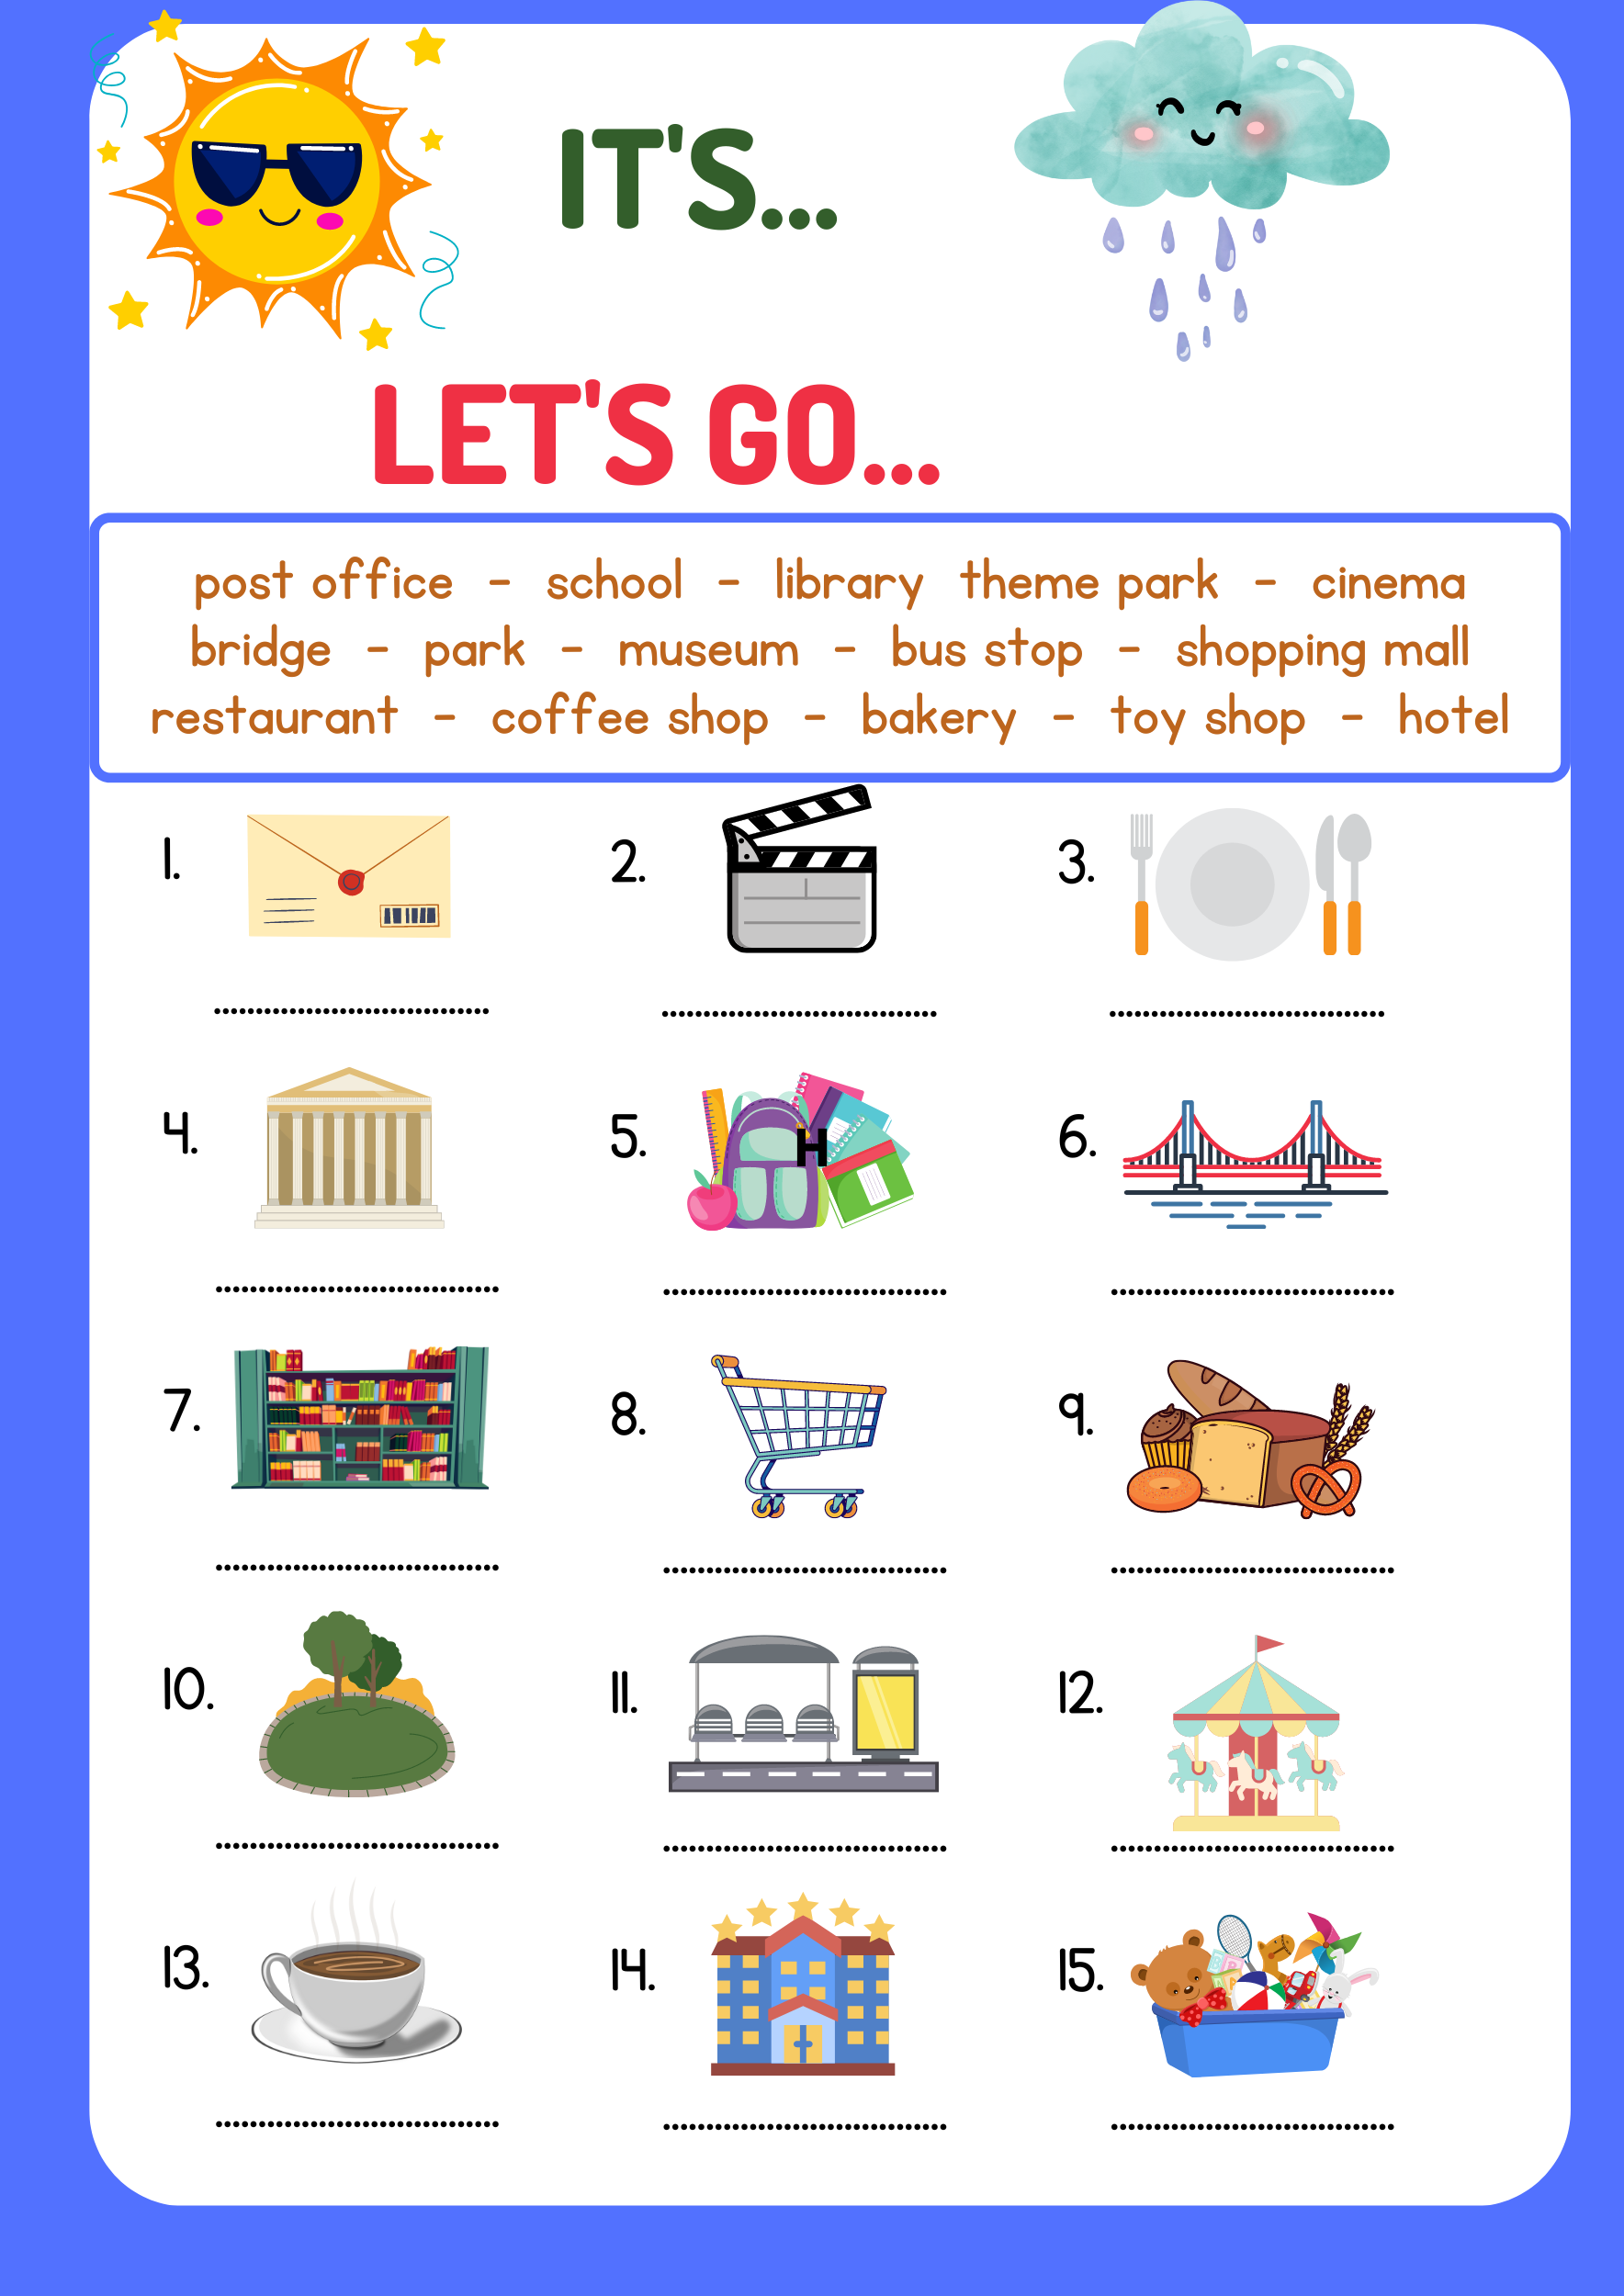 IT'S...
LET'S GO...
post office - school - library theme park - cinema
bridge - park - museum - bus stop - shopping mall
restaurant - coffee shop - bakery - toy shop - hotel
1.
2.
3.
4.
5.
H
6.
7.
8.
9.
10.
11.
12.
13.
14.
15.